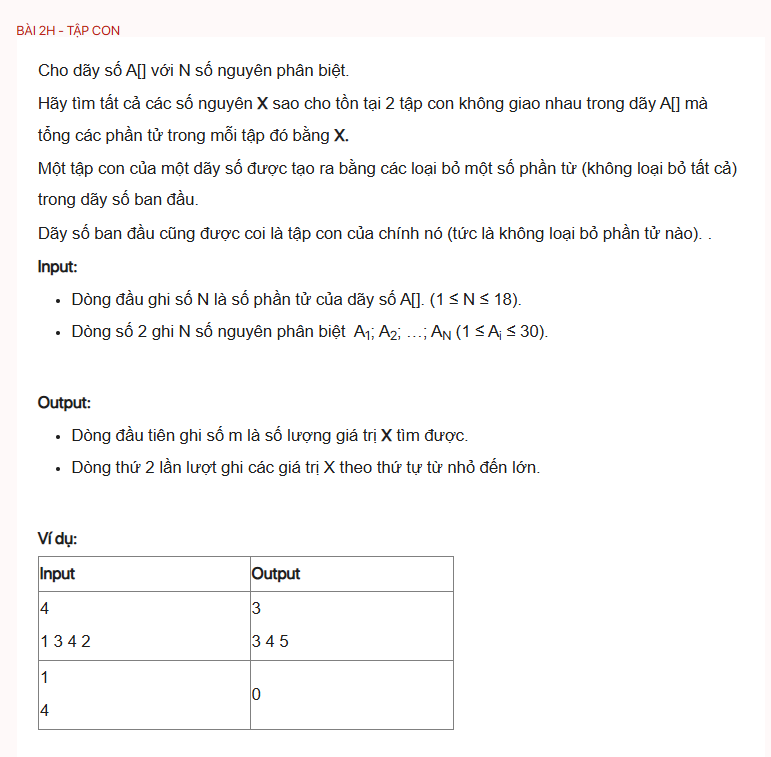 BÀI 2H - TẬP CON
Cho dãy số A[] với N số nguyên phân biệt.
Hãy tìm tất cả các số nguyên X sao cho tồn tại 2 tập con không giao nhau trong dãy A[] mà
tổng các phần tử trong mỗi tập đó bằng X.
Một tập con của một dãy số được tạo ra bằng các loại bỏ một số phần từ (không loại bỏ tất cả)
trong dãy số ban đầu.
Dãy số ban đầu cũng được coi là tập con của chính nó (tức là không loại bỏ phần tử nào). .
Input:
• Dòng đầu ghi số N là số phần tử của dãy số A[]. (1 ≤ N ≤ 18).
• Dòng số 2 ghi N số nguyên phân biệt A₁; A₂; …; Aₙ (1 ≤ Aᵢ ≤ 30).
Output:
• Dòng đầu tiên ghi số m là số lượng giá trị X tìm được.
• Dòng thứ 2 lần lượt ghi các giá trị X theo thứ tự từ nhỏ đến lớn.
Ví dụ:
Input Output
4 3
1 3 4 2 3 4 5
1
0
4